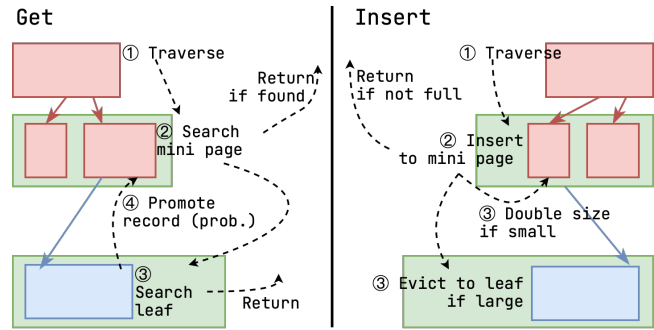 Get
① Traverse
Return
if found
② Search
mini page
④ Promote
record (prob.)
③
Search
leaf
Return
Insert
① Traverse
Return
if not full
② Insert
to mini page
③ Double size
if small
③ Evict to leaf
if large